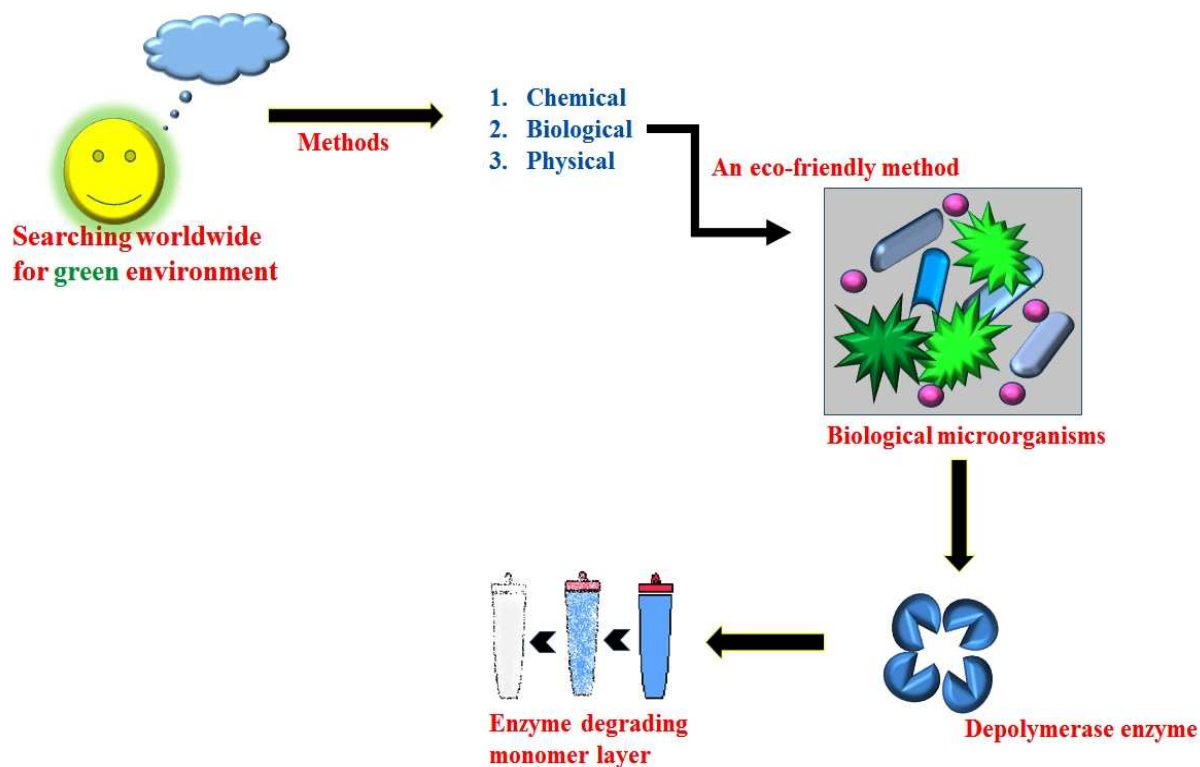 Methods
1. Chemical
2. Biological
3. Physical
An eco-friendly method
Searching worldwide
for green environment
Biological microorganisms
Enzyme degrading
monomer layer
Depolymerase enzyme